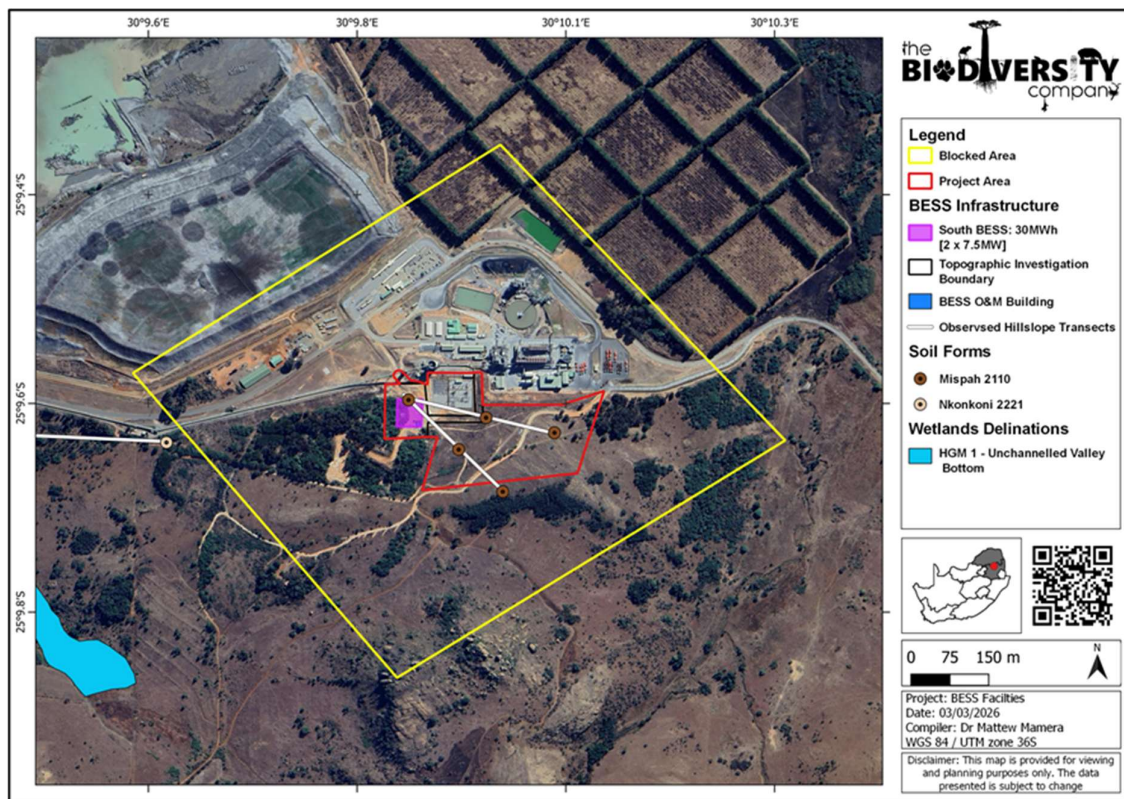 30°9.6'E 30°9.8'E 30°10.1'E 30°10.3'E
25°9.4'S
25°9.6'S
25°9.8'S
the
BIODIVERSITY
company
Legend
Blocked Area
Project Area
BESS Infrastructure
South BESS: 30MWh
[2 x 7.5MW]
Topographic Investigation
Boundary
BESS O&M Building
Observsed Hillslope Transects
Soil Forms
Mispah 2110
Nkonkoni 2221
Wetlands Delinations
HGM 1 - Unchannelled Valley
Bottom
0 75 150 m
N
Project: BESS Facilties
Date: 03/03/2026
Compiler: Dr Mattew Mamera
WGS 84 / UTM zone 36S
Disclaimer: This map is provided for viewing
and planning purposes only. The data
presented is subject to change